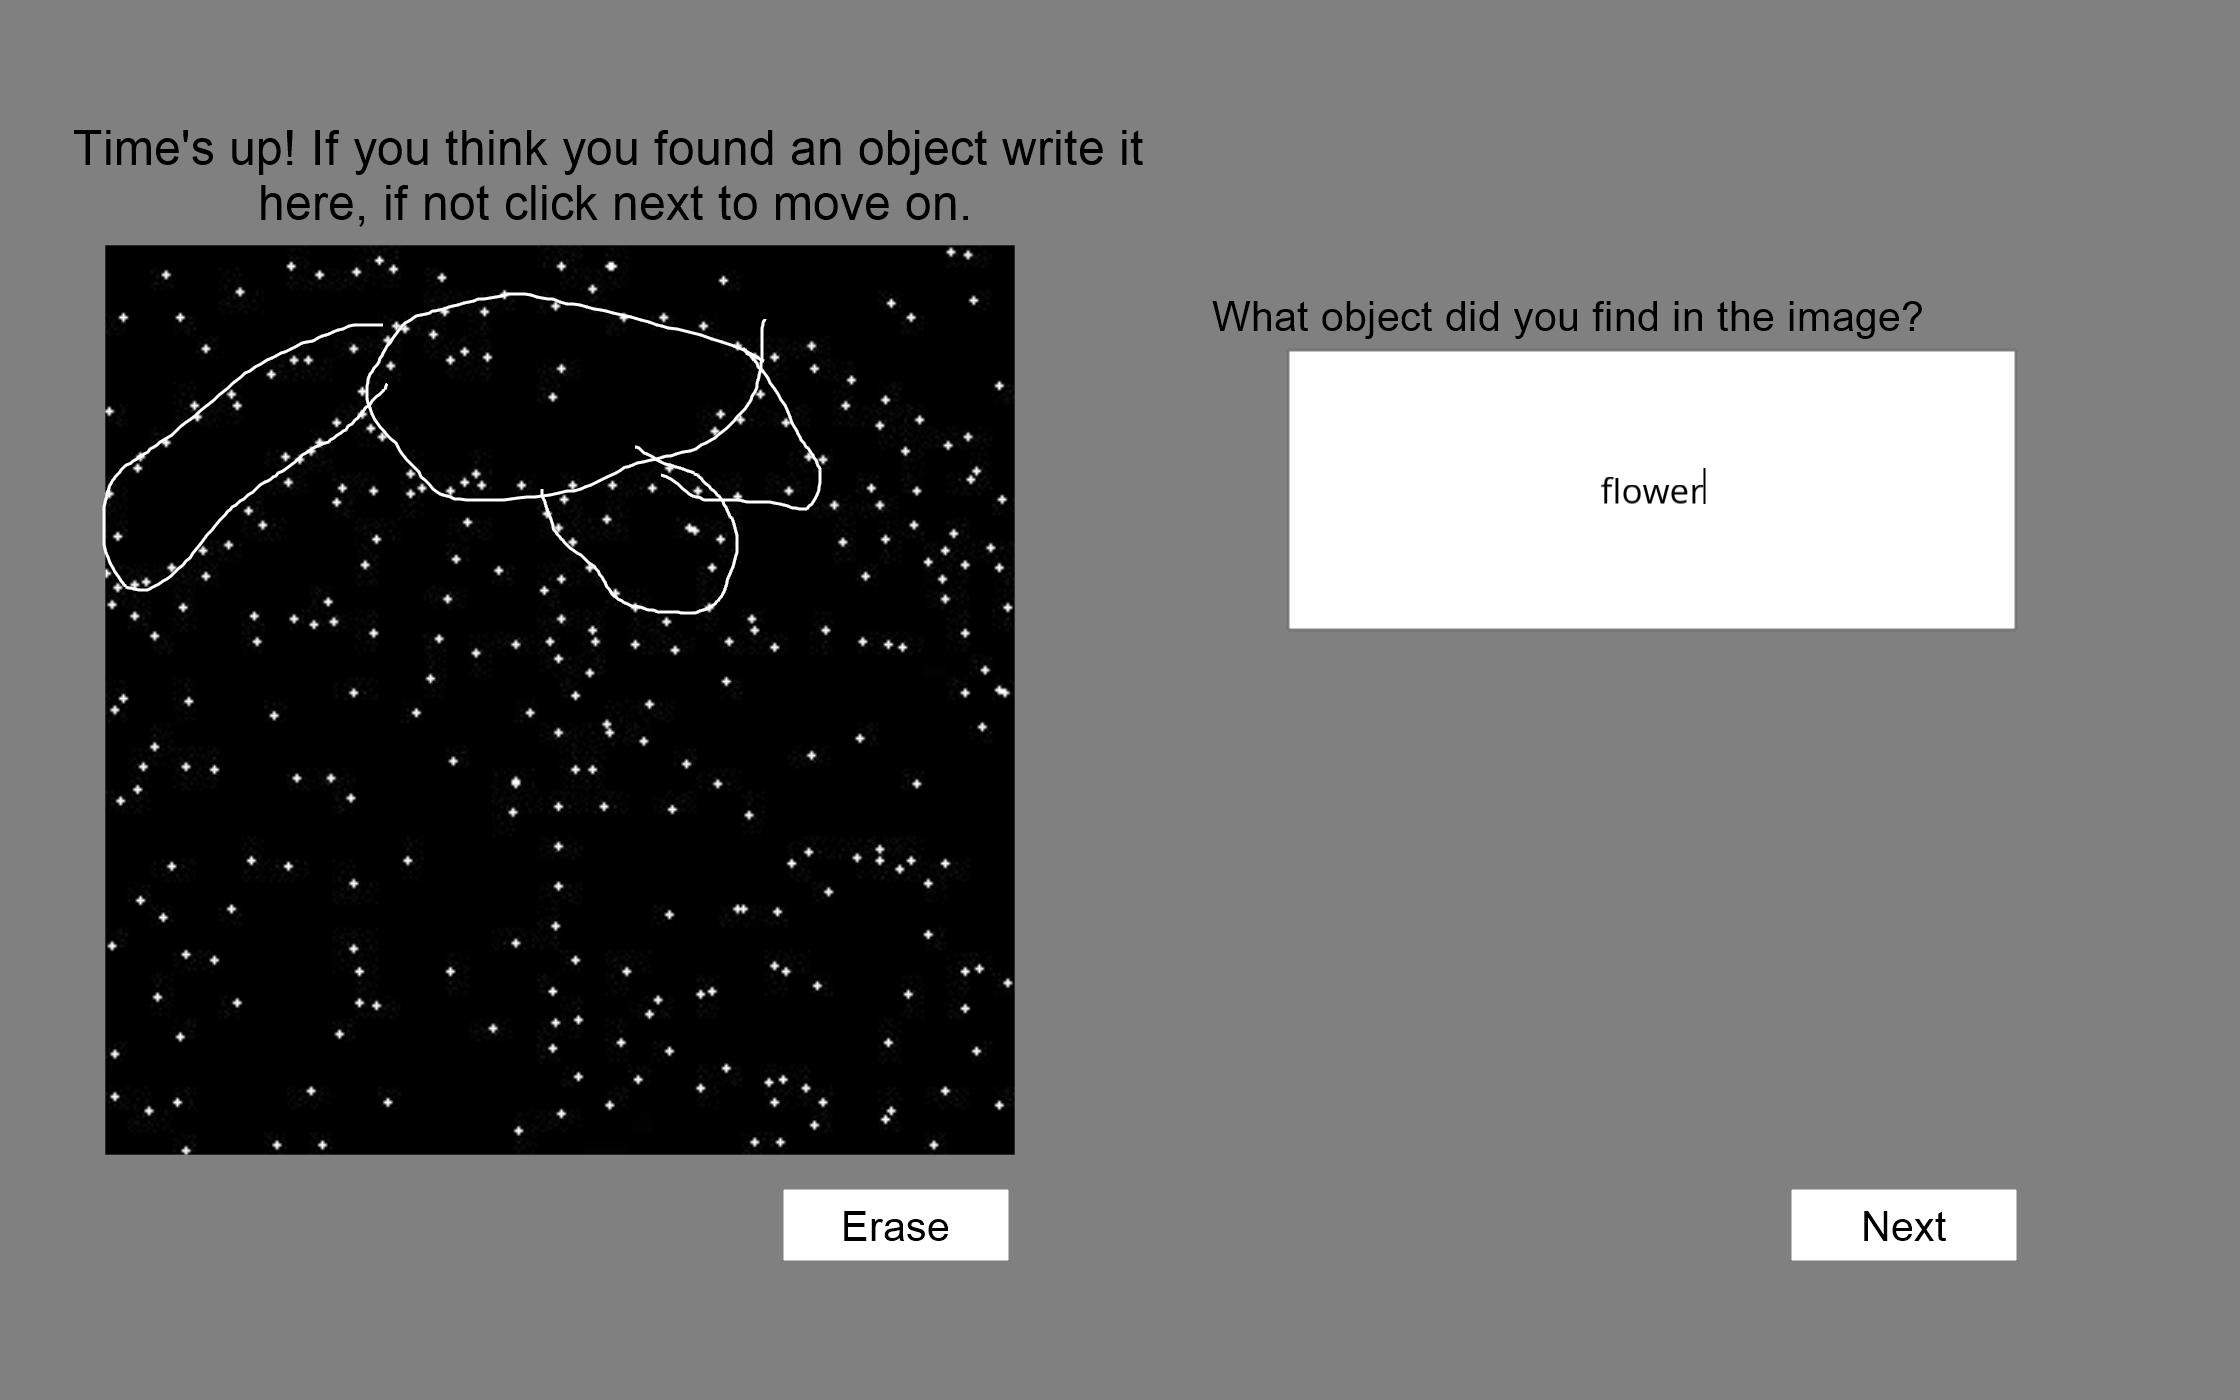 Time's up! If you think you found an object write it
here, if not click next to move on.
What object did you find in the image?
flower
Erase
Next